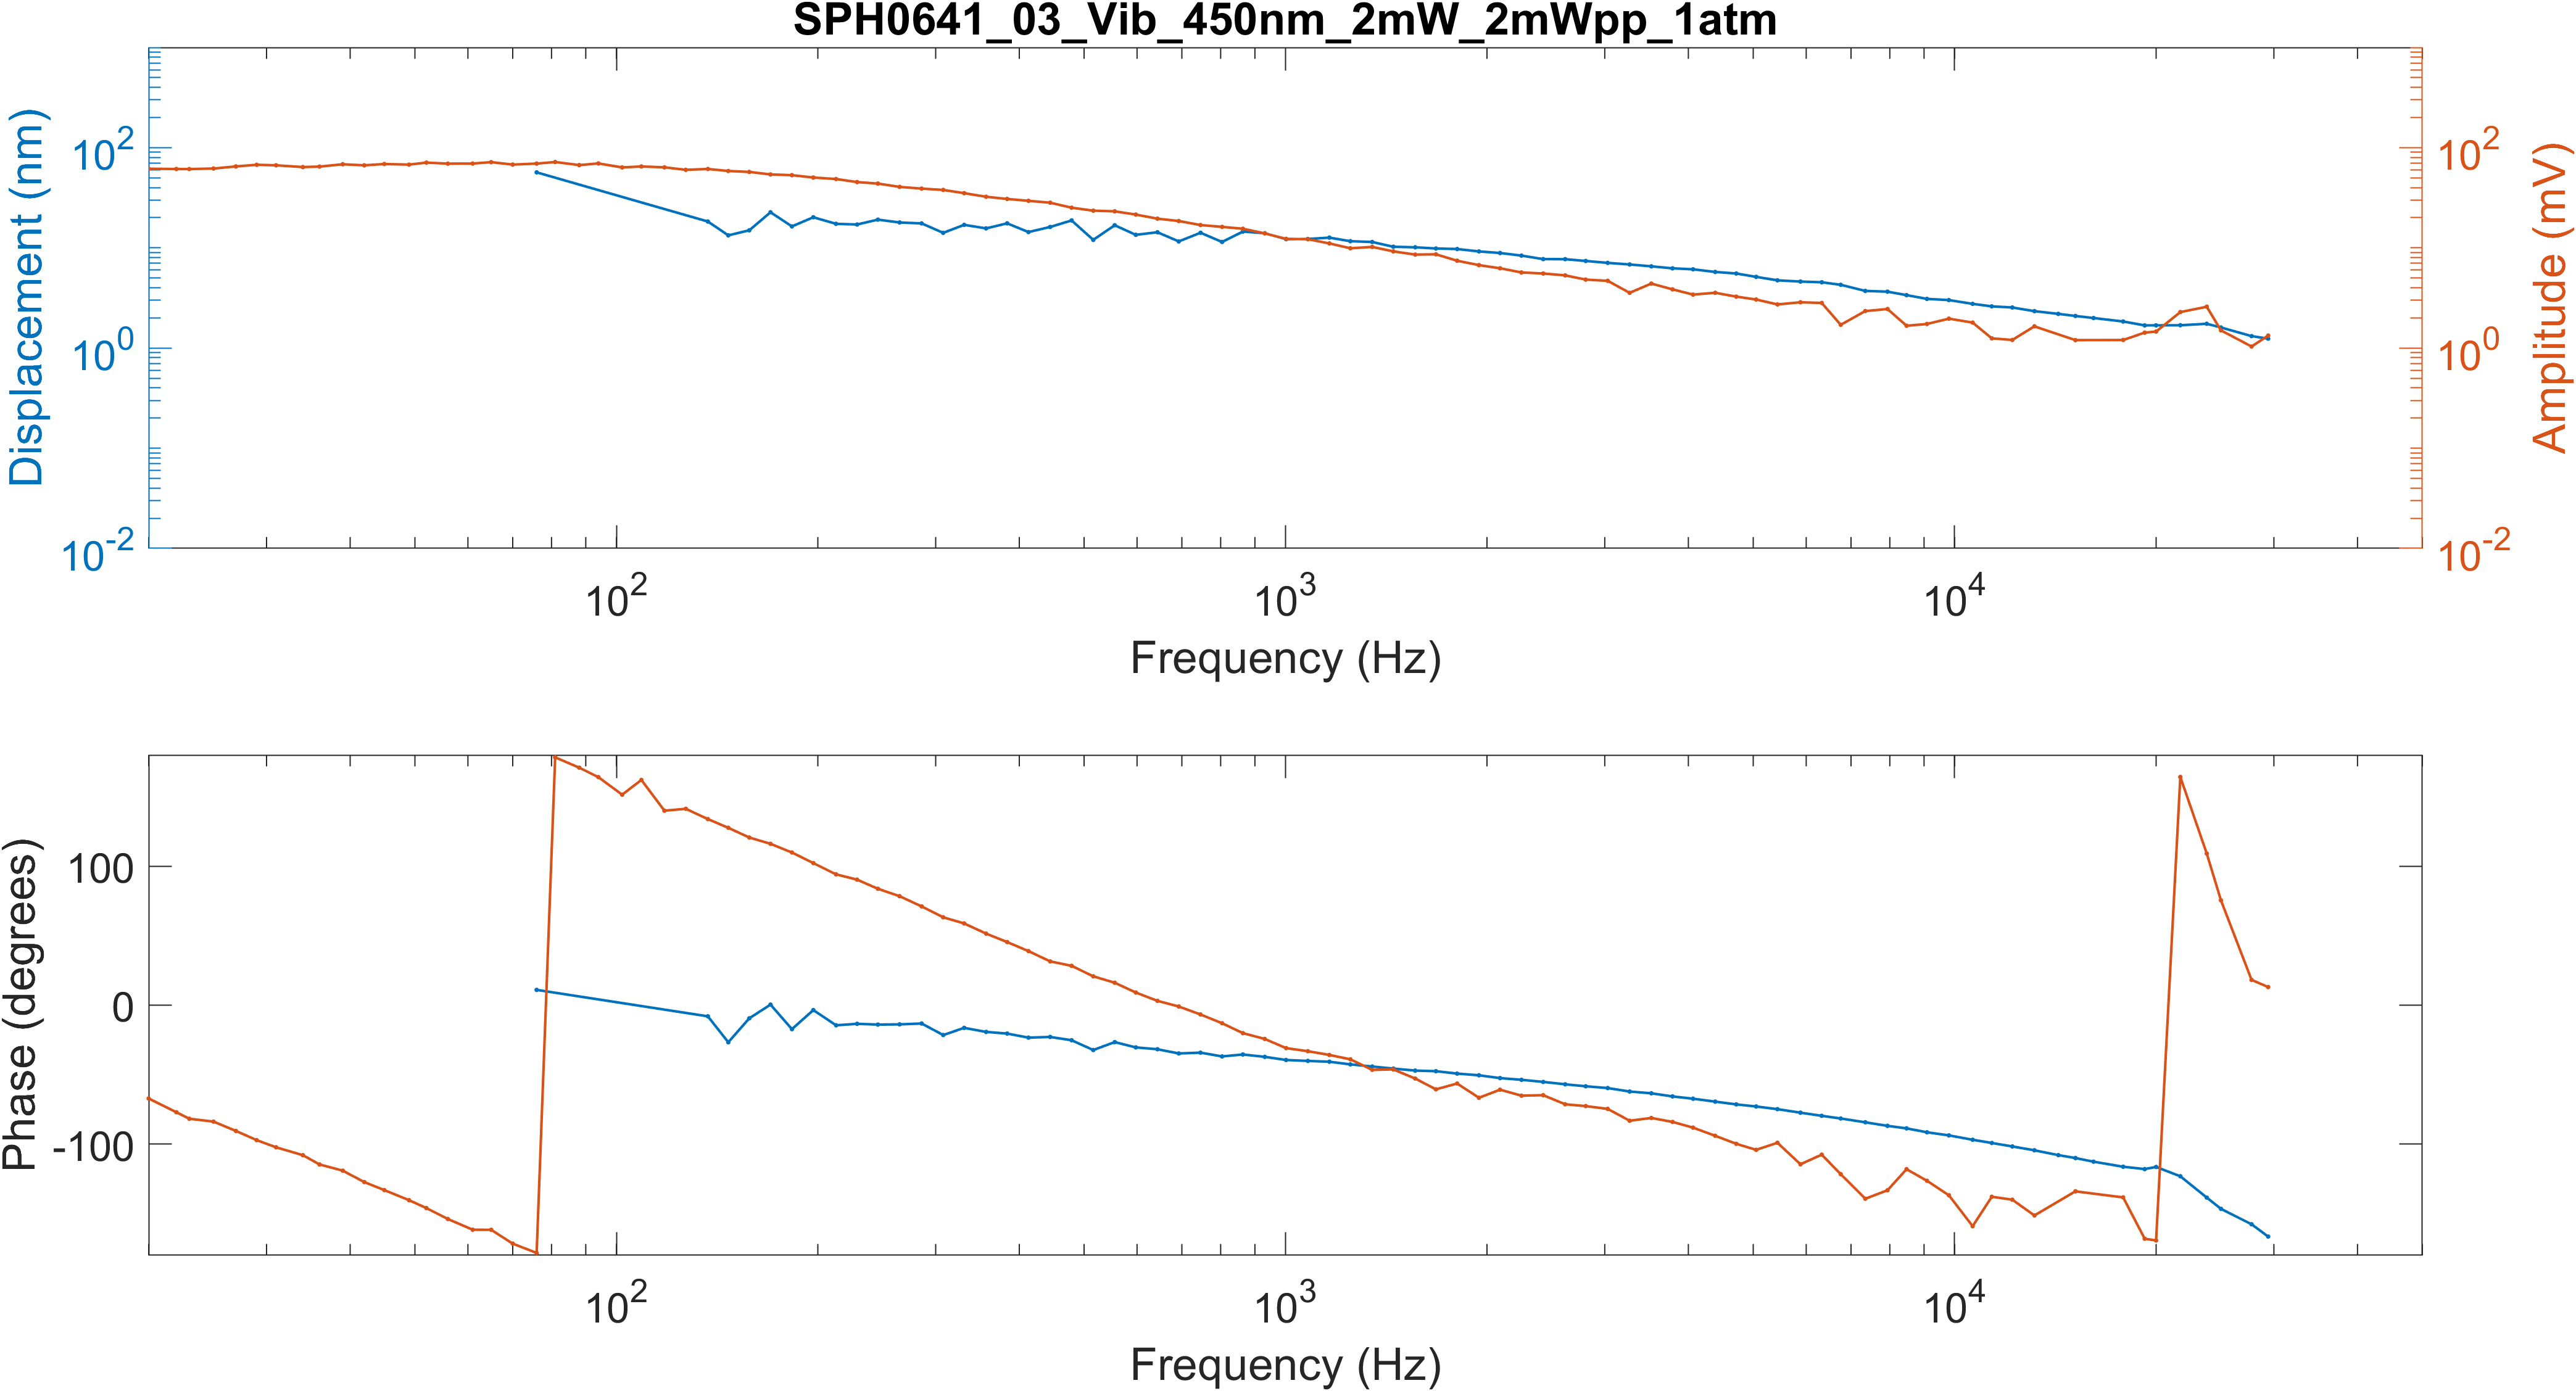 SPH0641_03_Vib_450nm_2mW_2mWpp_1atm
Displacement (nm)
10^2
10^0
10^-2
10^2
10^0
10^-2
Amplitude (mV)
10^2 10^3 10^4
Frequency (Hz)
Phase (degrees)
100
0
-100
10^2 10^3 10^4
Frequency (Hz)